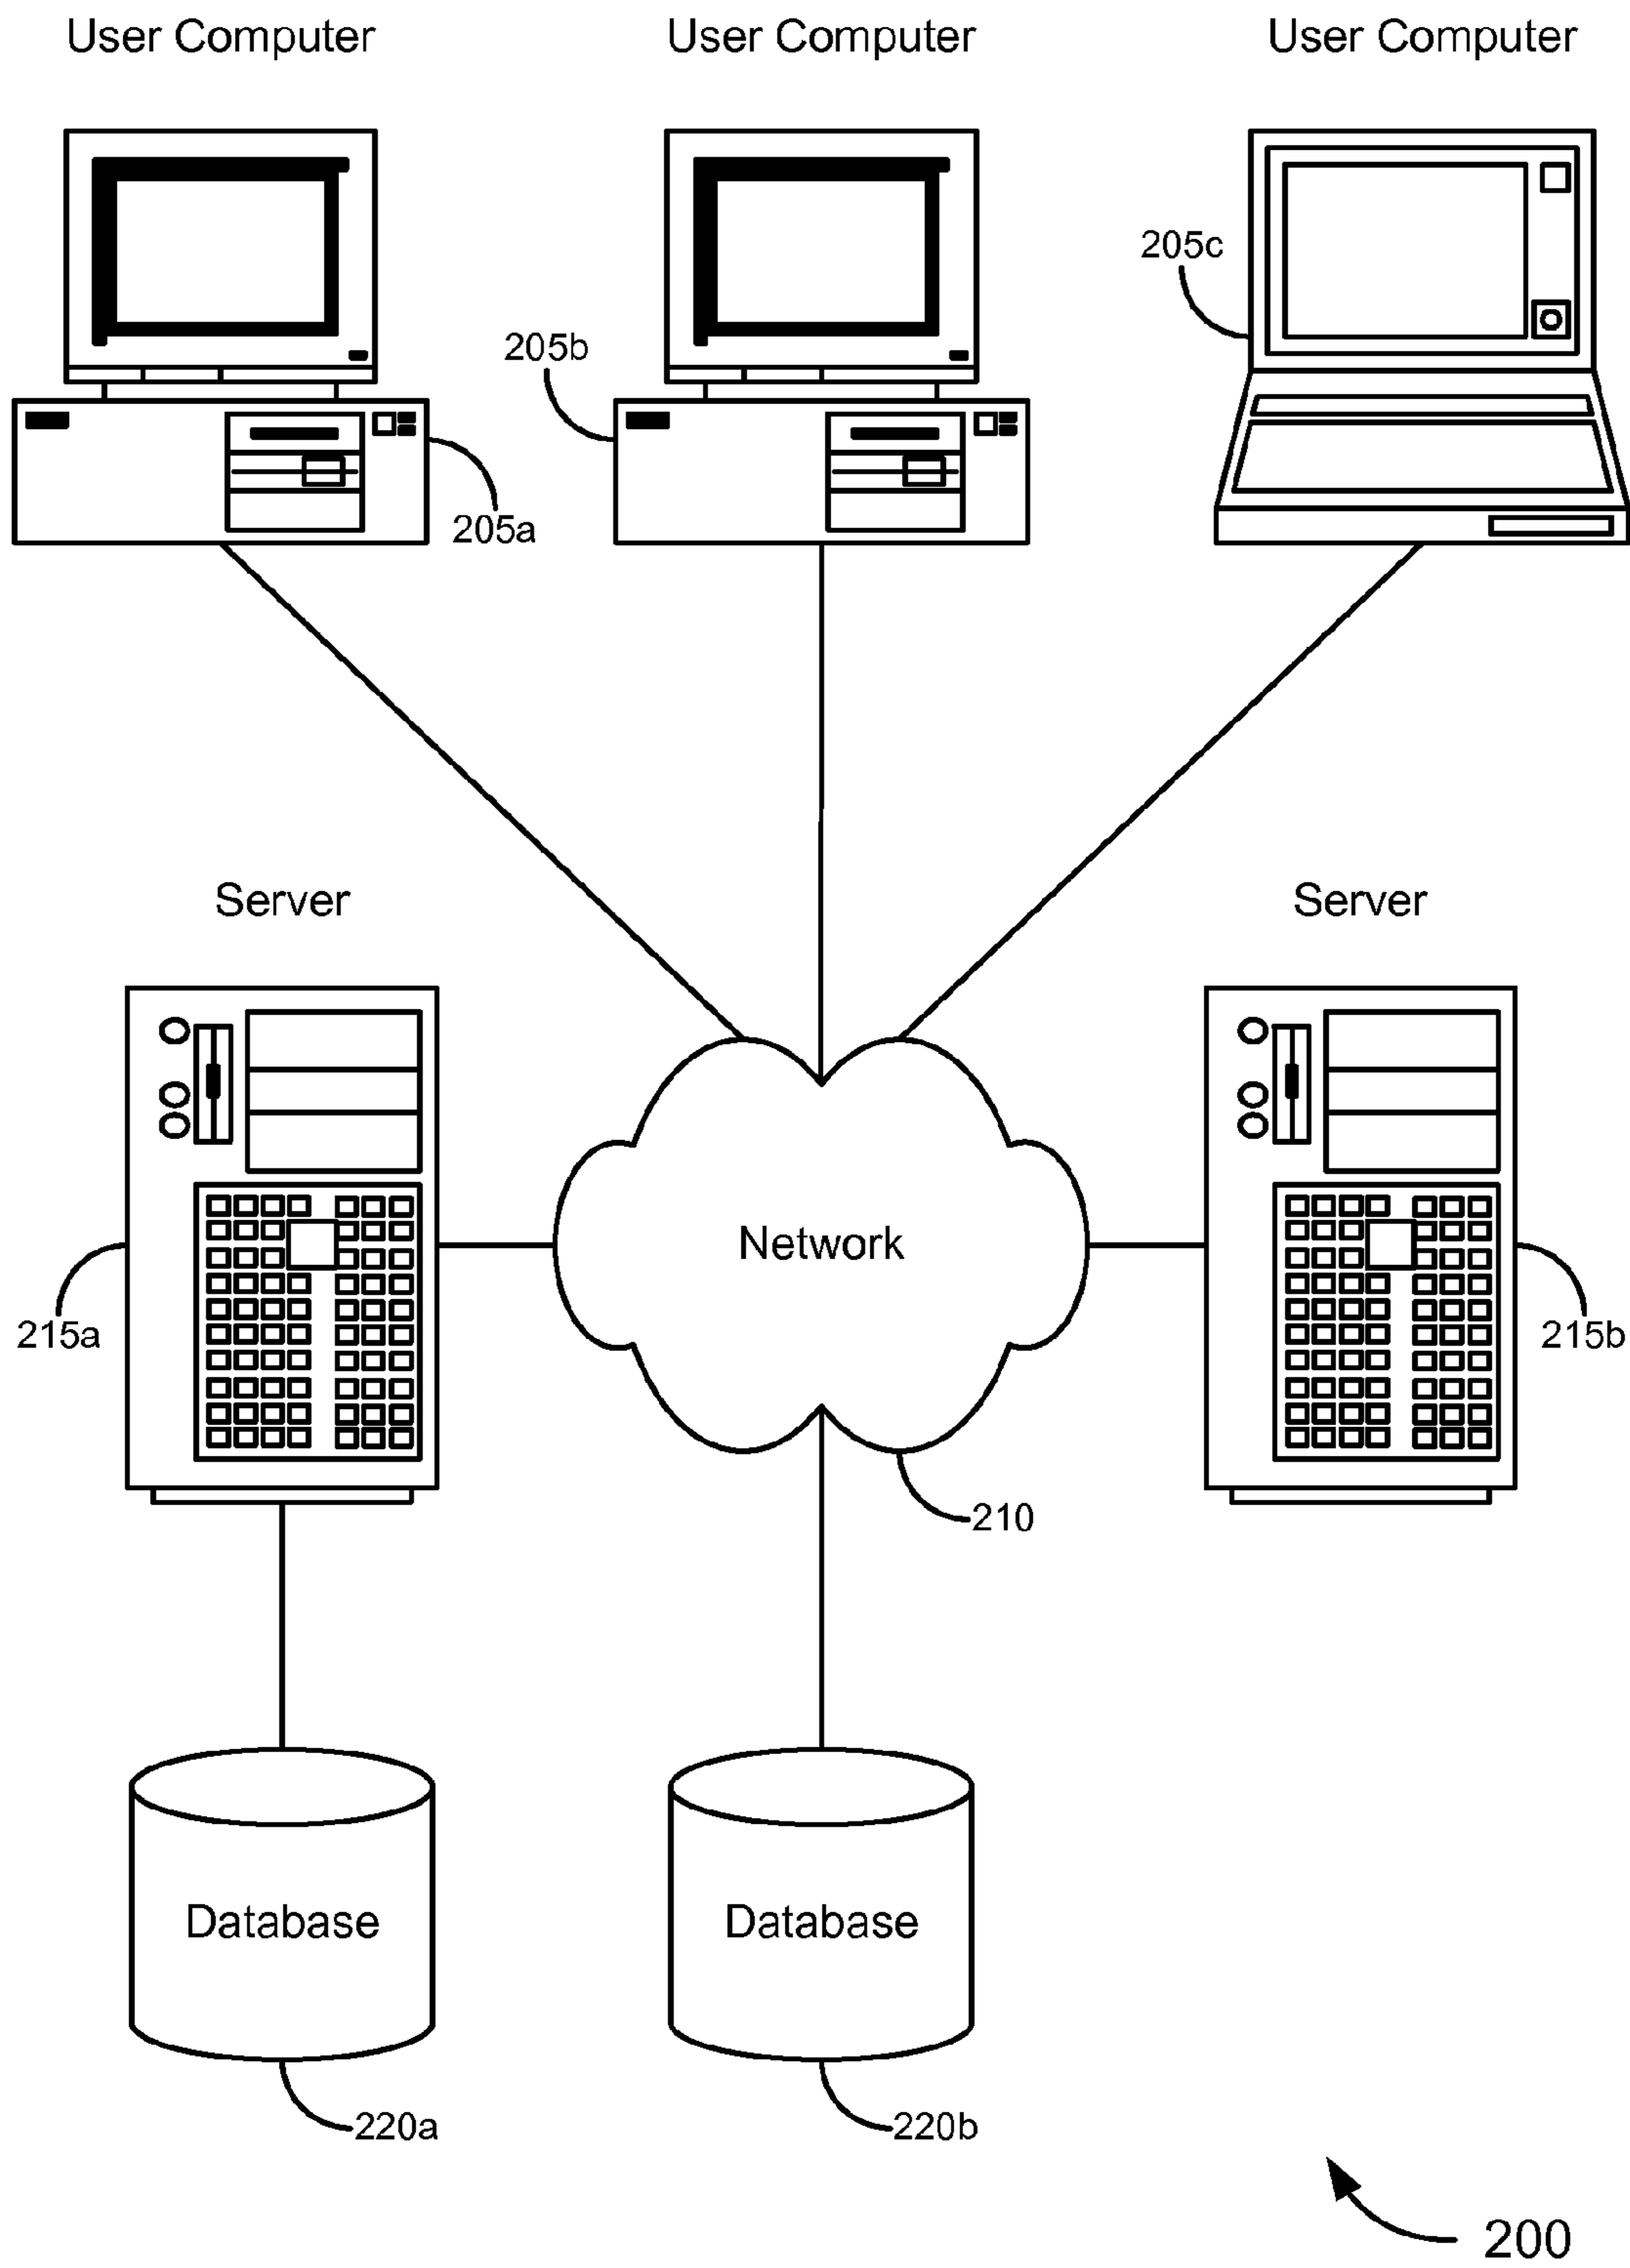 User Computer
User Computer
User Computer
205c
205b
205a
Server
Server
Network
215a
215b
210
Database
Database
220a
220b
200